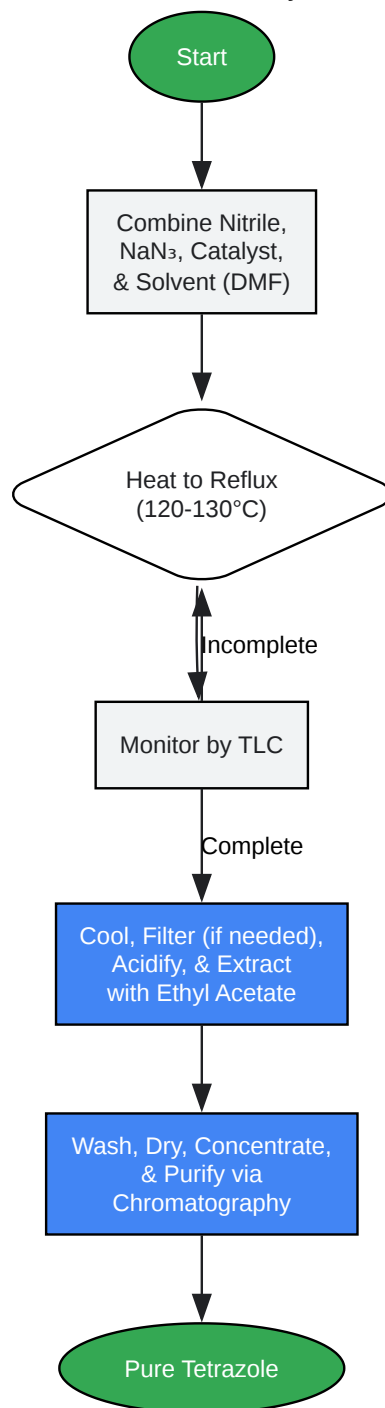 Start
Combine Nitrile,
NaN₃, Catalyst,
& Solvent (DMF)
Heat to Reflux
(120-130°C)
Incomplete
Monitor by TLC
Complete
Cool, Filter (if needed),
Acidify, & Extract
with Ethyl Acetate
Wash, Dry, Concentrate,
& Purify via
Chromatography
Pure Tetrazole